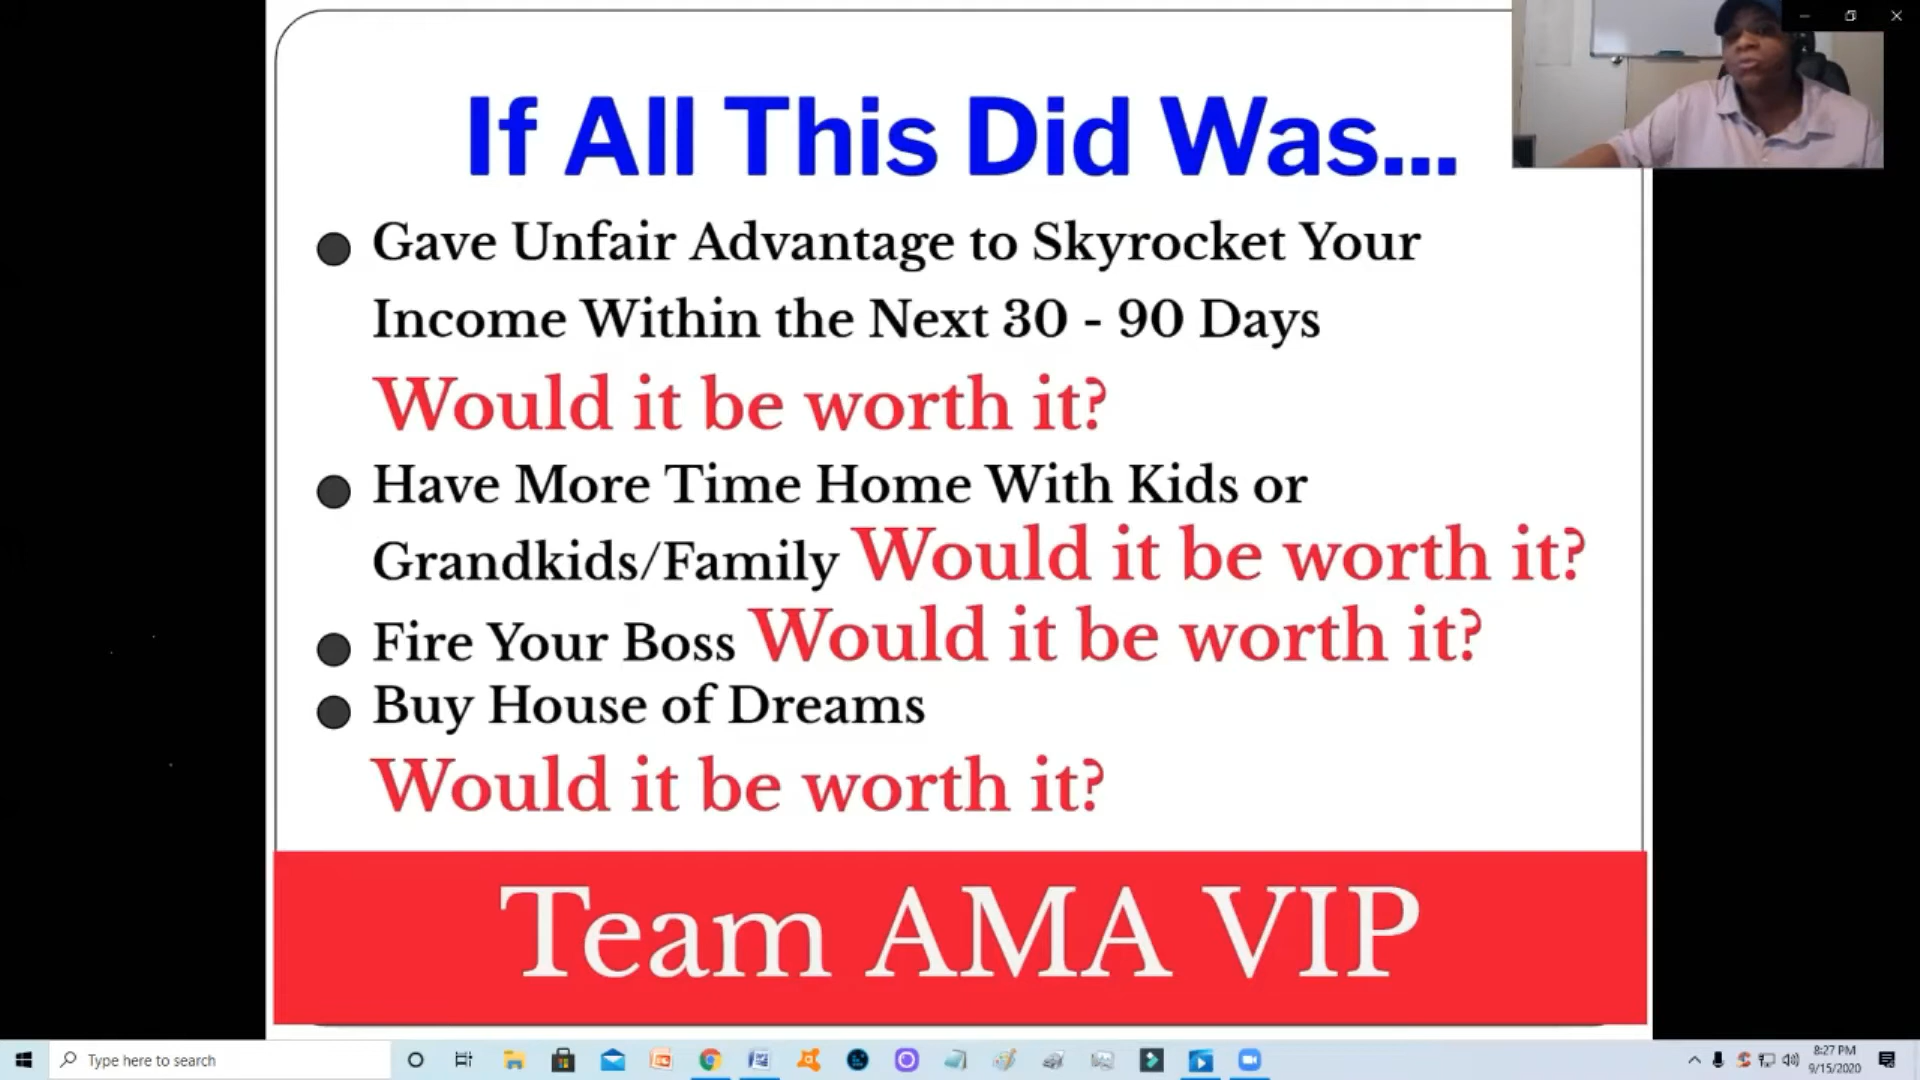 If All This Did Was...
Gave Unfair Advantage to Skyrocket Your
Income Within the Next 30 - 90 Days
Would it be worth it?
Have More Time Home With Kids or
Grandkids/Family Would it be worth it?
Fire Your Boss Would it be worth it?
Buy House of Dreams
Would it be worth it?
Team AMA VIP
Type here to search
8:27 PM
9/15/2020